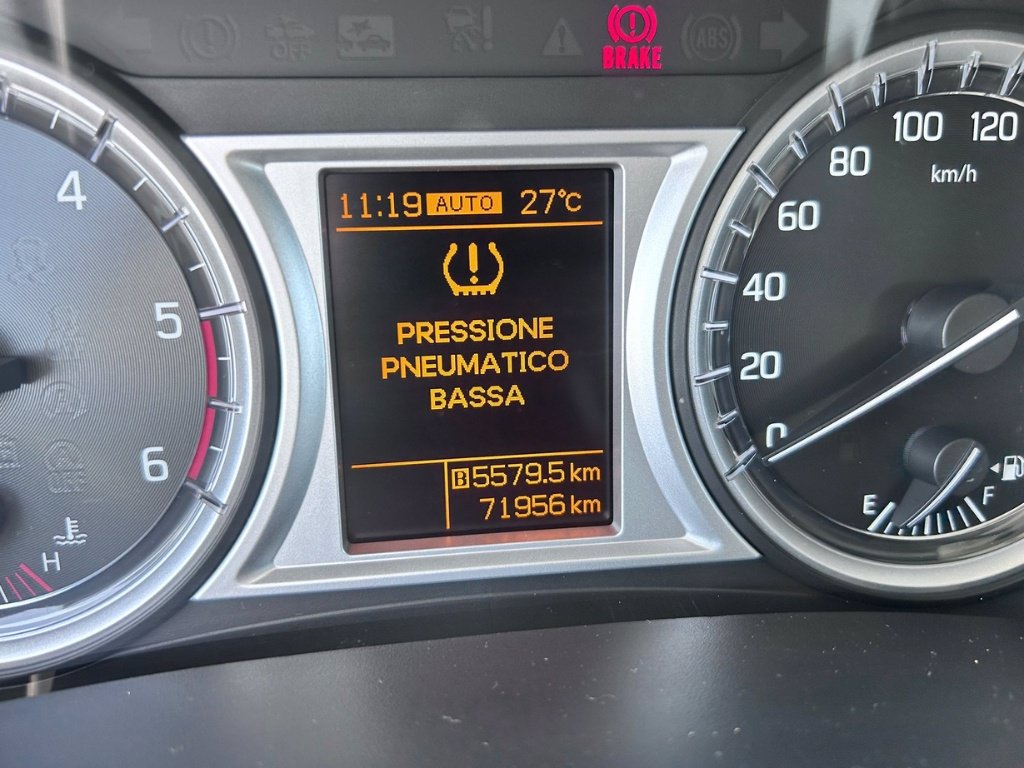 OFF
BRAKE
ABS
4
5
6
H
11:19 AUTO 27°C
PRESSIONE
PNEUMATICO
BASSA
B 5579.5 km
71956 km
0
20
40
60
80
100
120
km/h
E
F